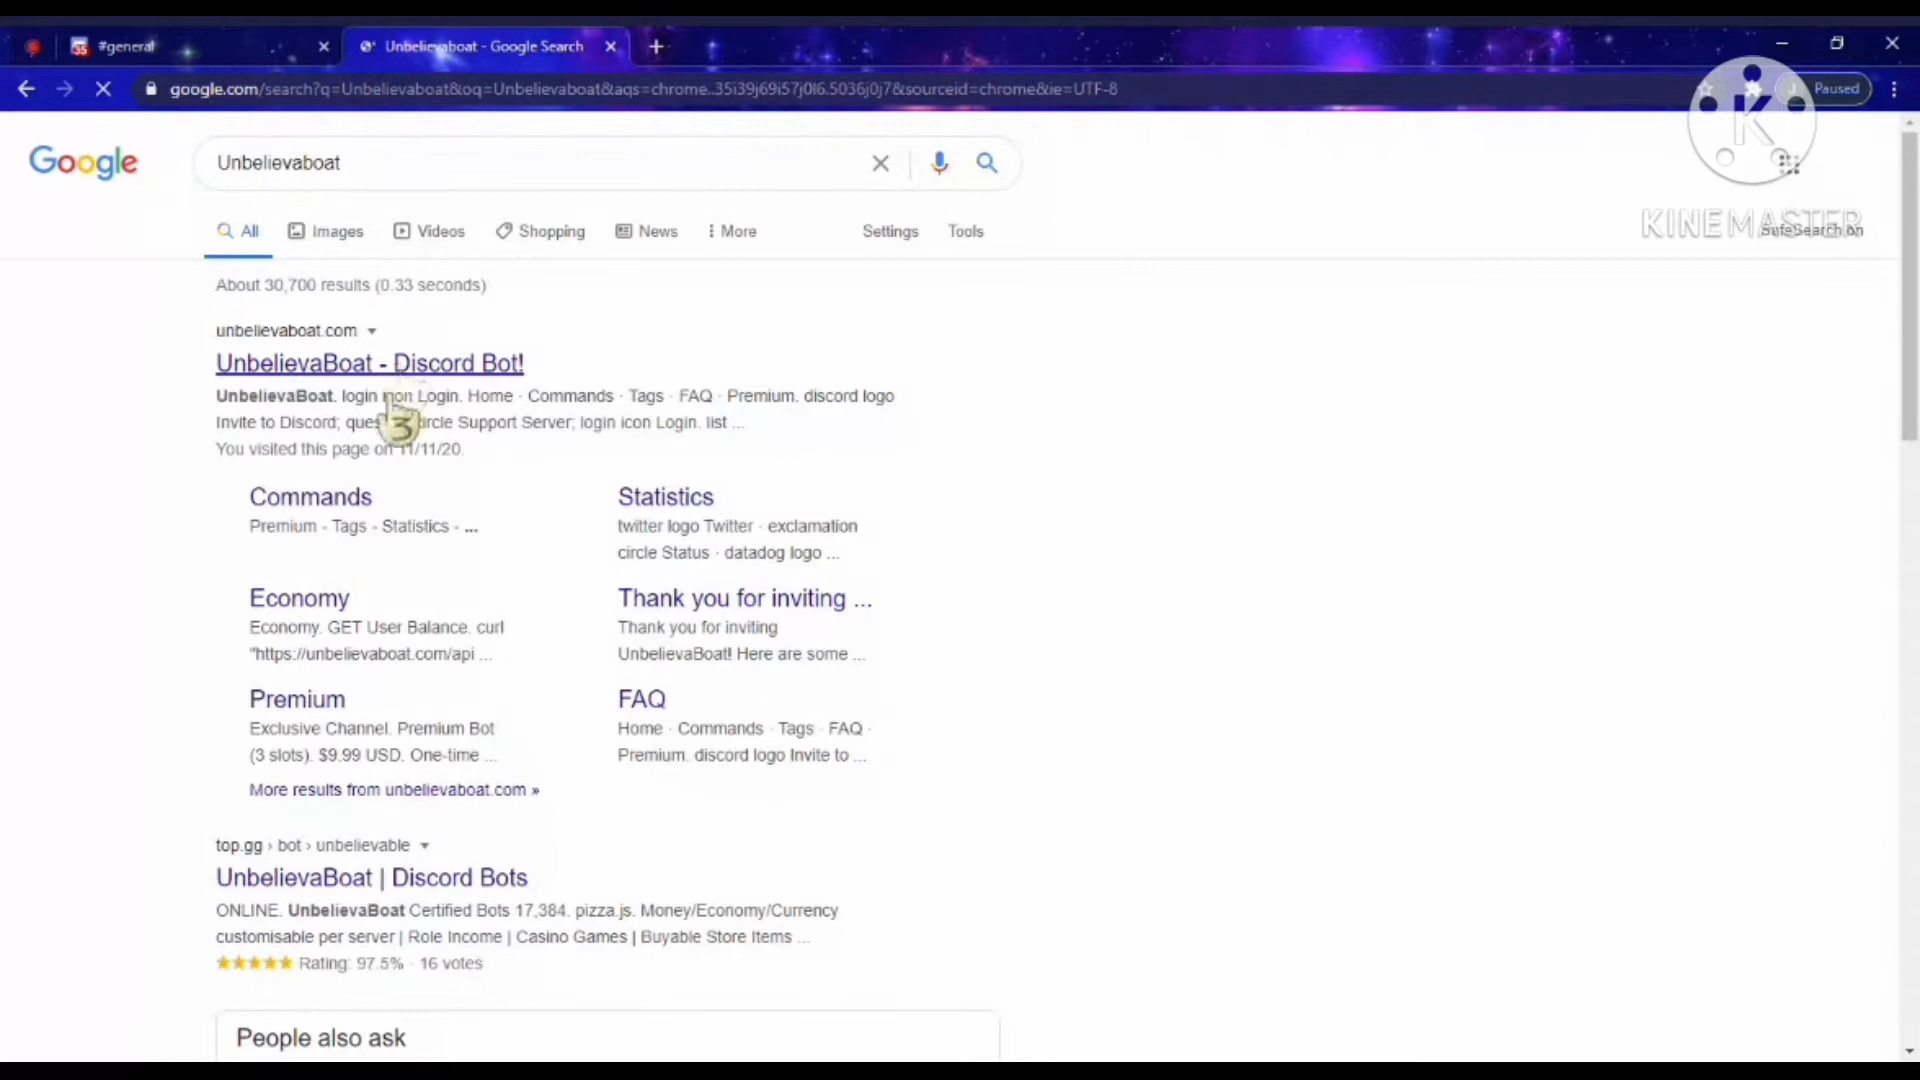 #general
Unbelievaboat - Google Search
google.com/search?q=Unbelievaboat&oq=Unbelievaboat&aqs=chrome..35i39j69i57j0l6.5036j0j7&sourceid=chrome&ie=UTF-8
Paused
Google
Unbelievaboat
All
Images
Videos
Shopping
News
More
Settings
Tools
KINEMASTER
SafeSearch on
About 30,700 results (0.33 seconds)
unbelievaboat.com
UnbelievaBoat - Discord Bot!
UnbelievaBoat. login icon Login. Home · Commands · Tags · FAQ · Premium. discord logo
Invite to Discord; circle Support Server; login icon Login. list ...
You visited this page on 11/11/20.
Commands
Premium - Tags - Statistics - ...
Statistics
twitter logo Twitter · exclamation
circle Status · datadog logo ...
Economy
Economy. GET User Balance. curl
"https://unbelievaboat.com/api ...
Thank you for inviting ...
Thank you for inviting
UnbelievaBoat! Here are some ...
Premium
Exclusive Channel. Premium Bot
(3 slots). $9.99 USD. One-time ...
FAQ
Home · Commands · Tags · FAQ ·
Premium. discord logo Invite to ...
More results from unbelievaboat.com »
top.gg › bot › unbelievable
UnbelievaBoat | Discord Bots
ONLINE. UnbelievaBoat Certified Bots 17,384. pizza.js. Money/Economy/Currency
customisable per server | Role Income | Casino Games | Buyable Store Items ...
Rating: 97.5% · 16 votes
People also ask